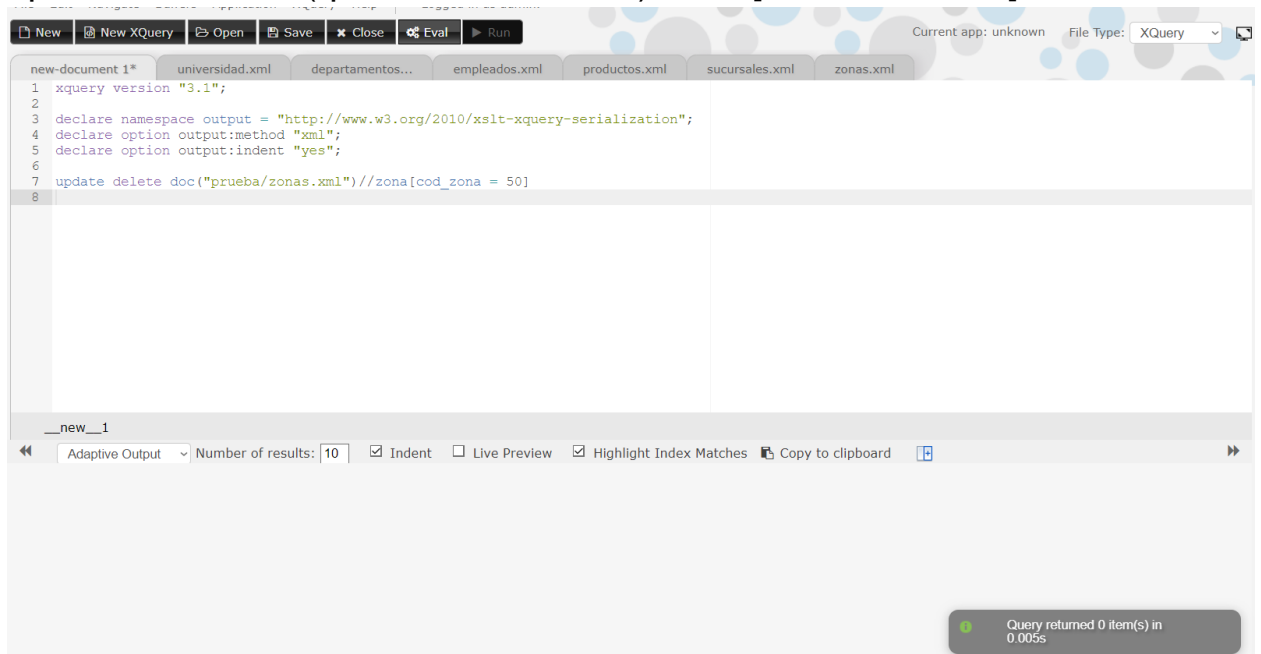 New New XQuery Open Save Close Eval Run Current app: unknown File Type: XQuery
new-document 1* universidad.xml departamentos... empleados.xml productos.xml sucursales.xml zonas.xml
1 xquery version "3.1";
2
3 declare namespace output = "http://www.w3.org/2010/xslt-xquery-serialization";
4 declare option output:method "xml";
5 declare option output:indent "yes";
6
7 update delete doc("prueba/zonas.xml")//zona[cod_zona = 50]
8
__new__1
Adaptive Output Number of results: 10 Indent Live Preview Highlight Index Matches Copy to clipboard
Query returned 0 item(s) in
0.005s